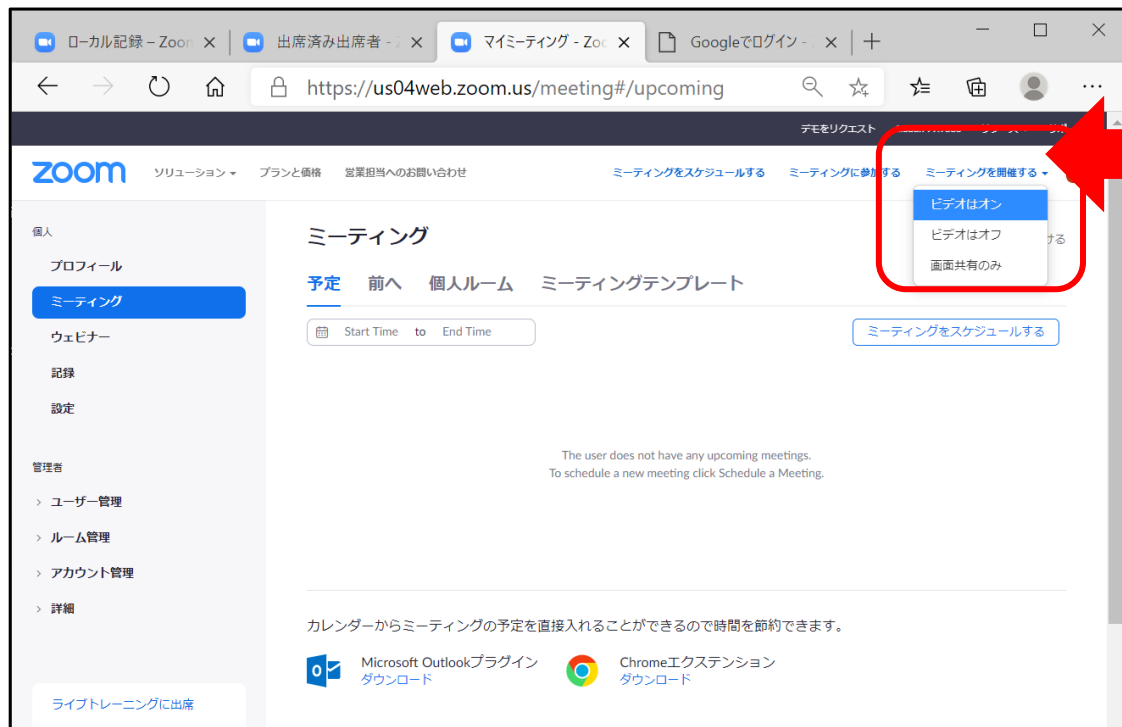 ローカル記録 – Zoom
出席済み出席者 -
マイミーティング - Zoo
Googleでログイン -
https://us04web.zoom.us/meeting#/upcoming
デモをリクエスト
zoom
ソリューション
プランと価格
営業担当へのお問い合わせ
ミーティングをスケジュールする
ミーティングに参加する
ミーティングを開催する
ビデオはオン
ビデオはオフ
画面共有のみ
ける
個人
プロフィール
ミーティング
ウェビナー
記録
設定
管理者
ユーザー管理
ルーム管理
アカウント管理
詳細
ライブトレーニングに出席
ミーティング
予定 前へ 個人ルーム ミーティングテンプレート
Start Time to End Time
ミーティングをスケジュールする
The user does not have any upcoming meetings.
To schedule a new meeting click Schedule a Meeting.
カレンダーからミーティングの予定を直接入れることができるので時間を節約できます。
Microsoft Outlookプラグイン
ダウンロード
Chromeエクステンション
ダウンロード